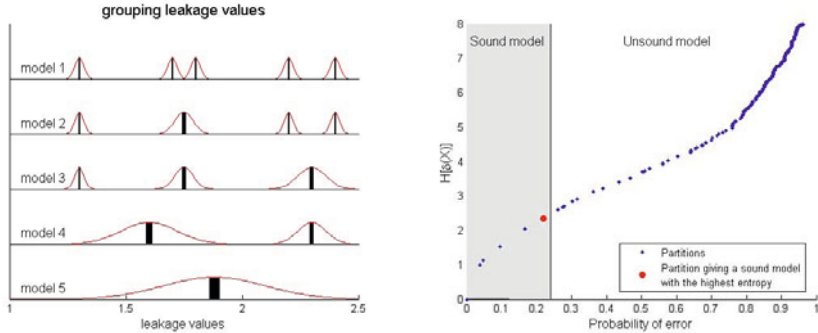 grouping leakage values
model 1
model 2
model 3
model 4
model 5
1 1.5 2 2.5
leakage values
8
7
6
5
4
3
2
1
0
H[δ(X)]
Sound model Unsound model
Partitions
Partition giving a sound model
with the highest entropy
0 0.1 0.2 0.3 0.4 0.5 0.6 0.7 0.8 0.9 1
Probability of error